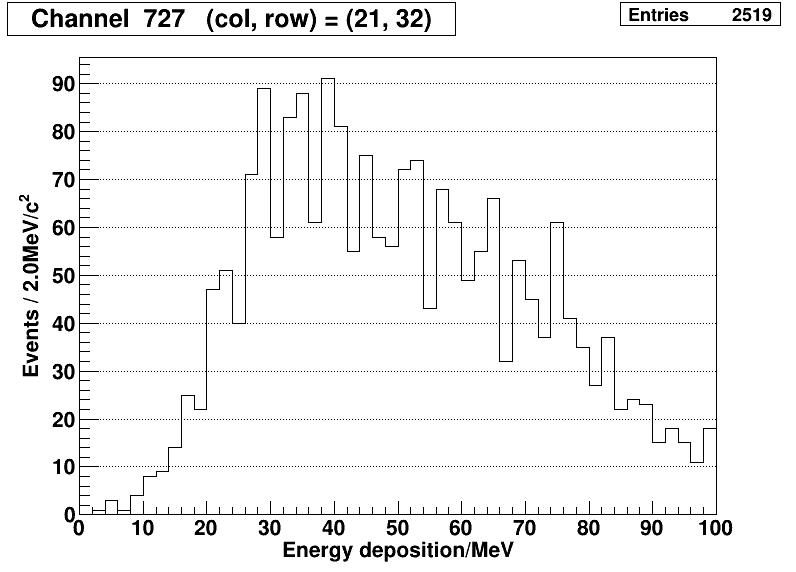 Channel 727 (col, row) = (21, 32)
Entries 2519
Events / 2.0MeV/c²
90
80
70
60
50
40
30
20
10
0
0 10 20 30 40 50 60 70 80 90 100
Energy deposition/MeV